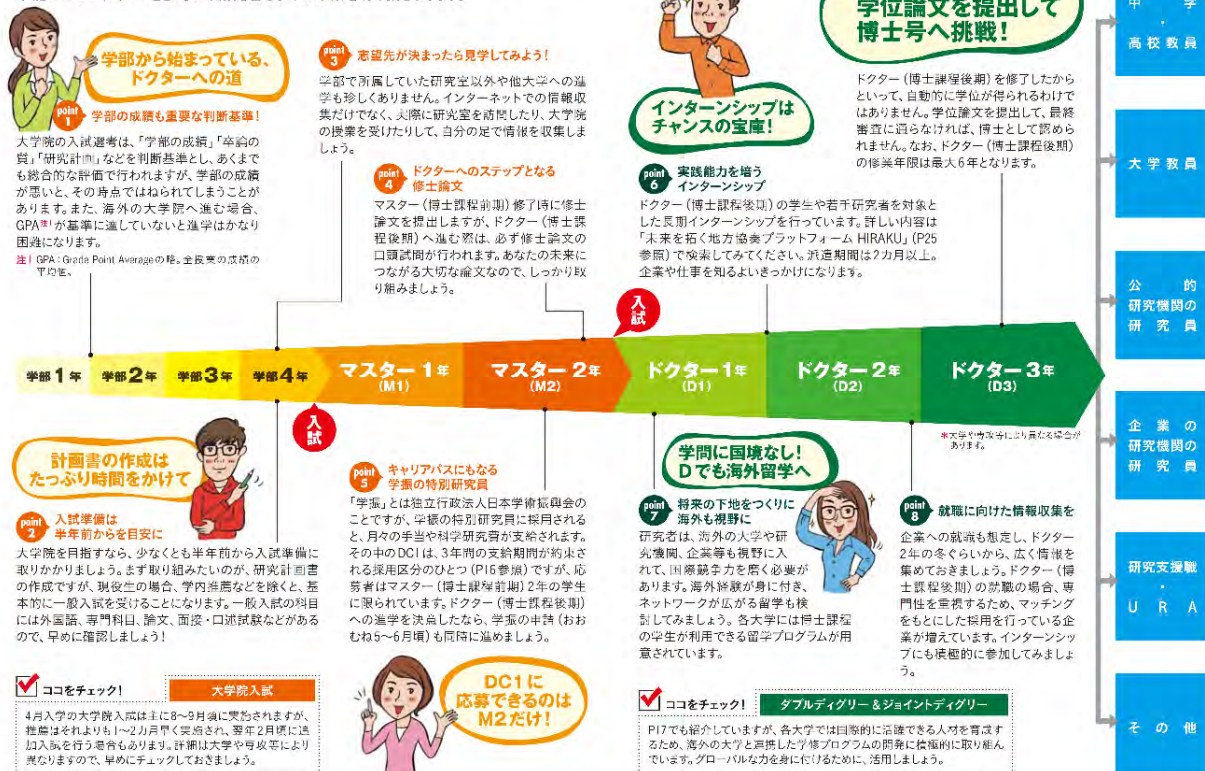 学部から始まっている、
ドクターへの道
point 1 学部の成績も重要な判断基準！
大学院の入試選考は、「学部の成績」「卒論の
質」「研究計画」などを判断基準とし、あくまで
も総合的な評価で行われますが、学部の成績
が悪いと、その時点ではねられてしまうことが
あります。また、海外の大学院へ進む場合、
GPA注1が基準に達していないと進学はかなり
困難になります。
注1 GPA：Grade Point Averageの略。全授業の成績の
平均値。
point 3 志望先が決まったら見学してみよう！
学部で所属していた研究室以外や他大学への進
学も珍しくありません。インターネットでの情報収
集だけでなく、実際に研究室を訪問したり、大学院
の授業を受けたりして、自分の足で情報を収集しま
しょう。
point 4 ドクターへのステップとなる
修士論文
マスター（博士課程前期）修了時に修士
論文を提出しますが、ドクター（博士課
程後期）へ進む際は、必ず修士論文の
口頭試問が行われます。あなたの未来に
つながる大切な論文なので、しっかり取
り組みましょう。
インターンシップは
チャンスの宝庫！
point 6 実践能力を培う
インターンシップ
ドクター（博士課程後期）の学生や若手研究者を対象と
した長期インターンシップを行っています。詳しい内容は
「未来を拓く地方協奏プラットフォーム HIRAKU」（P25
参照）で検索してみてください。派遣期間は2カ月以上。
企業や仕事を知るよいきっかけになります。
学位論文を提出して
博士号へ挑戦！
ドクター（博士課程後期）を修了したから
といって、自動的に学位が得られるわけで
はありません。学位論文を提出して、最終
審査に通らなければ、博士として認めら
れません。なお、ドクター（博士課程後期）
の修業年限は最大6年となります。
入試
学部1年 学部2年 学部3年 学部4年 マスター1年 (M1) マスター2年 (M2) ドクター1年 (D1) ドクター2年 (D2) ドクター3年 (D3)
入試
＊大学や専攻等により異なる場合が
あります。
計画書の作成は
たっぷり時間をかけて
point 2 入試準備は
半年前からを目安に
大学院を目指すなら、少なくとも半年前から入試準備に
取りかかりましょう。まず取り組みたいのが、研究計画書
の作成ですが、現役生の場合、学内推薦などを除くと、基
本的に一般入試を受けることになります。一般入試の科目
には外国語、専門科目、論文、面接・口述試験などがある
ので、早めに確認しましょう！
ココをチェック！ 大学院入試
4月入学の大学院入試は主に8〜9月頃に実施されますが、
推薦はそれよりも1〜2カ月早く実施され、翌年2月頃に追
加入試を行う場合もあります。詳細は大学や専攻等により
異なりますので、早めにチェックしておきましょう。
point 5 キャリアパスにもなる
学振の特別研究員
「学振」とは独立行政法人日本学術振興会の
ことですが、学振の特別研究員に採用される
と、月々の手当や科学研究費が支給されます。
その中のDC1は、3年間の支給期間が約束さ
れる採用区分のひとつ（P16参照）ですが、応
募者はマスター（博士課程前期）2年の学生
に限られています。ドクター（博士課程後期）
への進学を決意したなら、学振の申請（おお
むね5〜6月頃）も同時に進めましょう。
DC1に
応募できるのは
M2だけ！
学問に国境なし！
Dでも海外留学へ
point 7 将来の下地をつくりに
海外も視野に
研究者は、海外の大学や研
究機関、企業等も視野に入
れて、国際競争力を磨く必要が
あります。海外経験が身に付き、
ネットワークが広がる留学も検
討してみましょう。各大学には博士課程
の学生が利用できる留学プログラムが用
意されています。
point 8 就職に向けた情報収集を
企業への就職も想定し、ドクター
2年の冬ぐらいから、広く情報を
集めておきましょう。ドクター（博
士課程後期）の就職の場合、専
門性を重視するため、マッチング
をもとにした採用を行っている企
業が増えています。インターンシッ
プにも積極的に参加してみましょ
う。
ココをチェック！ ダブルディグリー＆ジョイントディグリー
P17でも紹介していますが、各大学では国際的に活躍できる人材を育成す
るため、海外の大学と連携した学修プログラムの開発に積極的に取り組ん
でいます。グローバルな力を身に付けるために、活用しましょう。
中学・
高校教員
大学教員
公的
研究機関の
研究員
企業の
研究機関の
研究員
研究支援職
・
URA
その他